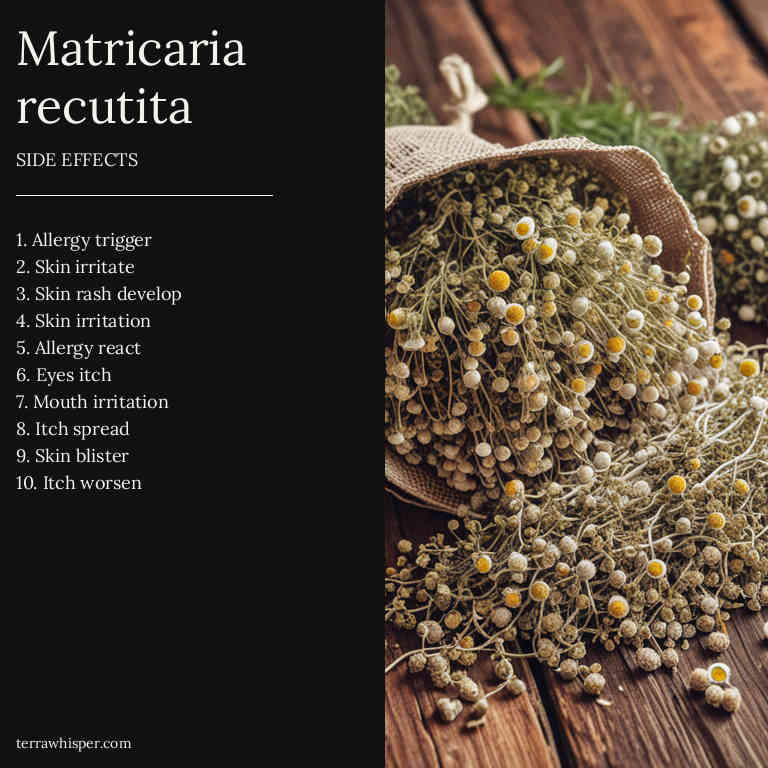 Matricaria
recutita
SIDE EFFECTS
1. Allergy trigger
2. Skin irritate
3. Skin rash develop
4. Skin irritation
5. Allergy react
6. Eyes itch
7. Mouth irritation
8. Itch spread
9. Skin blister
10. Itch worsen
terrawhisper.com